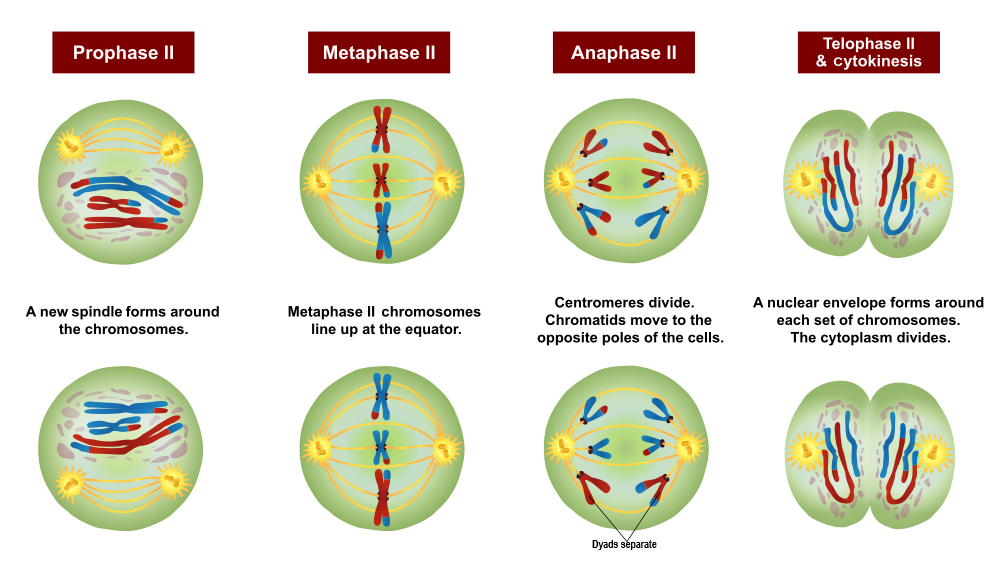 Prophase II
Metaphase II
Anaphase II
Telophase II
& Cytokinesis
A new spindle forms around
the chromosomes.
Metaphase II chromosomes
line up at the equator.
Centromeres divide.
Chromatids move to the
opposite poles of the cells.
A nuclear envelope forms around
each set of chromosomes.
The cytoplasm divides.
Dyads separate